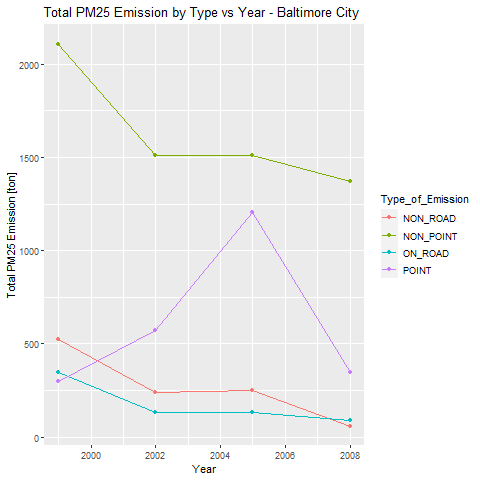 Total PM25 Emission by Type vs Year - Baltimore City
Total PM25 Emission [ton]
2000
1500
1000
500
0
2000
2002
2004
2006
2008
Year
Type_of_Emission
NON_ROAD
NON_POINT
ON_ROAD
POINT